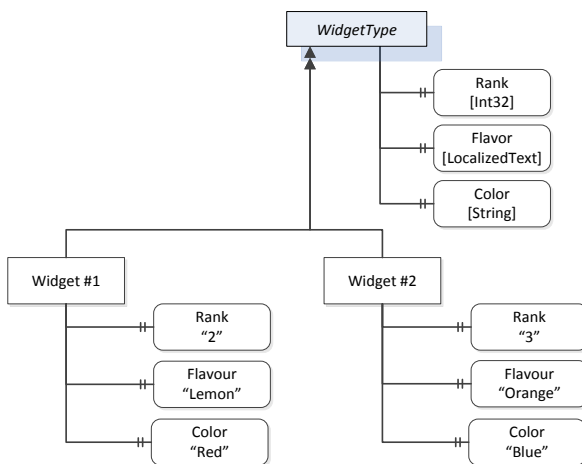 WidgetType
Rank
[Int32]
Flavor
[LocalizedText]
Color
[String]
Widget #1
Widget #2
Rank
“2”
Rank
“3”
Flavour
“Lemon”
Flavour
“Orange”
Color
“Red”
Color
“Blue”